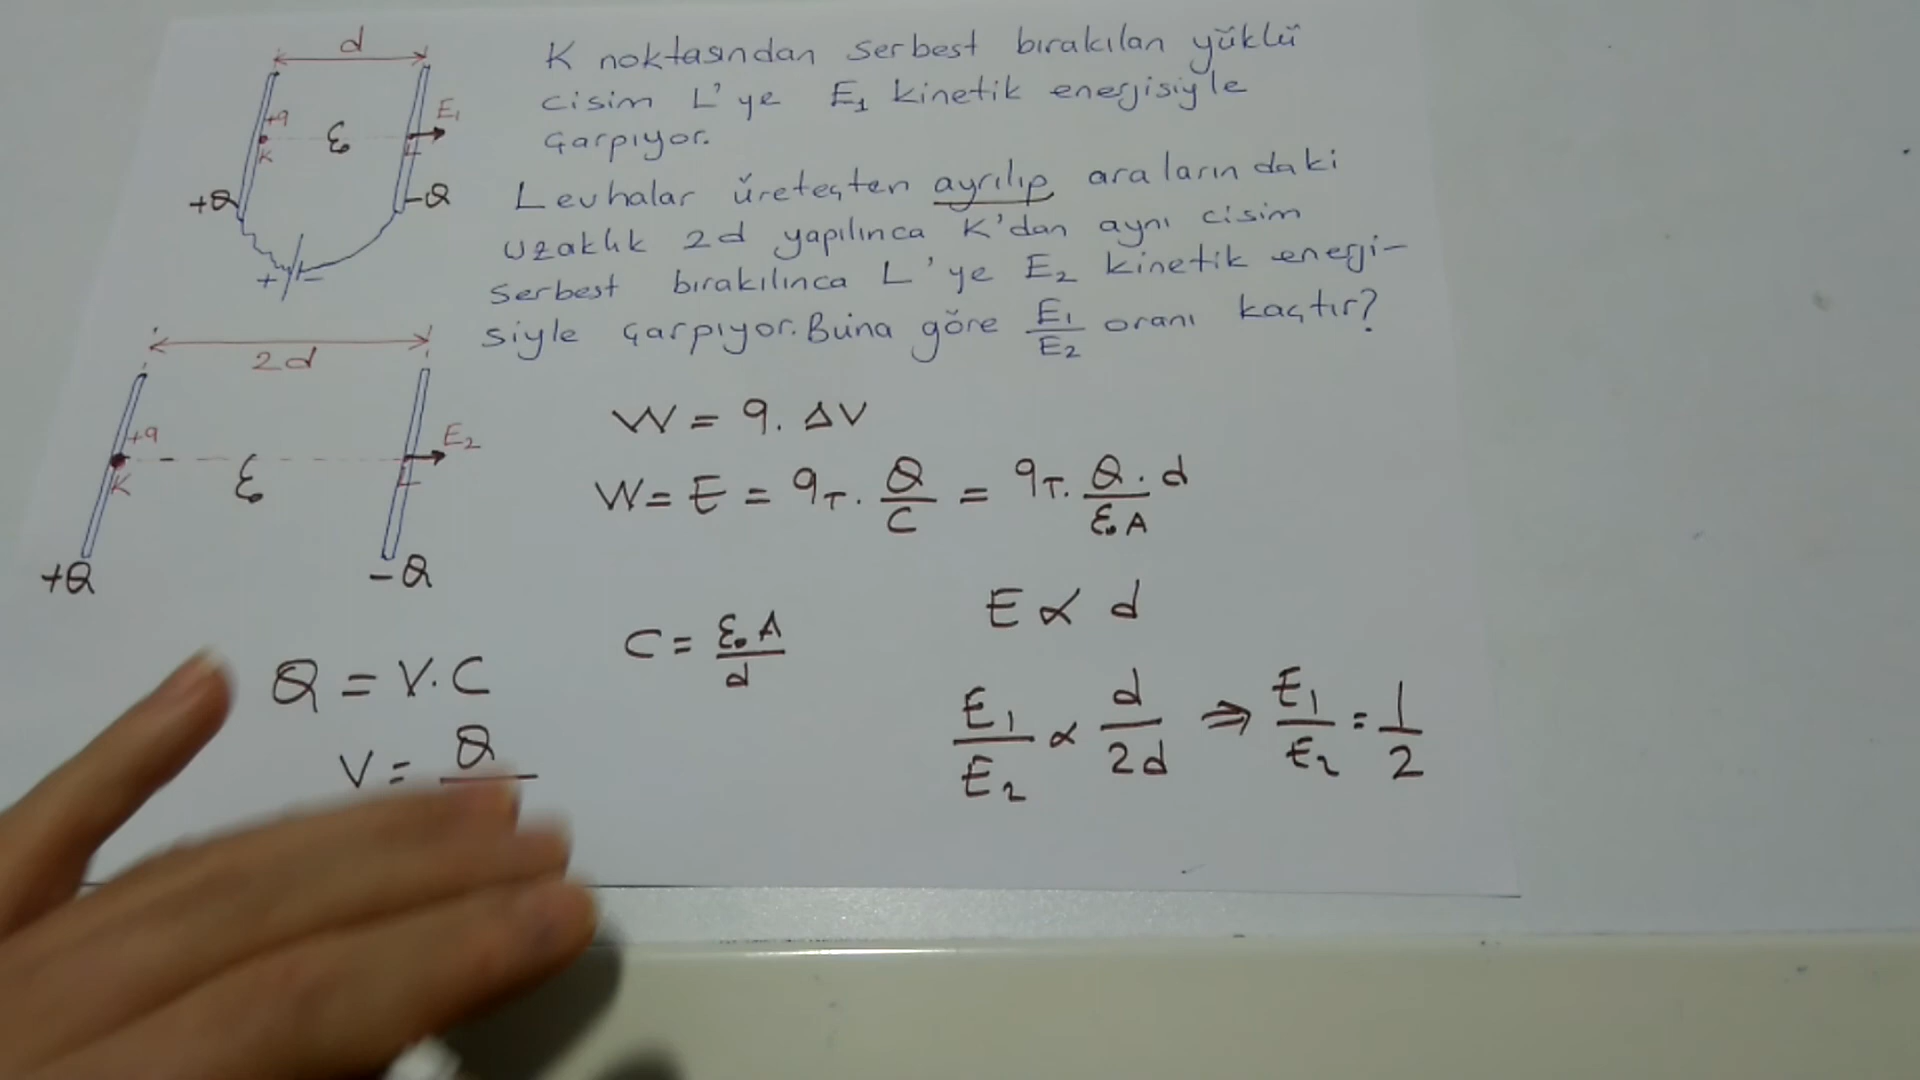 d
K noktasından serbest bırakılan yüklü
cisim L'ye E₁ kinetik enerjisiyle
çarpıyor.
+q
ε
E₁
K
L
+Q
-Q
+ -
Levhalar üreteçten ayrılıp aralarındaki
uzaklık 2d yapılınca K'dan aynı cisim
serbest bırakılınca L'ye E₂ kinetik enerji-
siyle çarpıyor. Buna göre E₁/E₂ oranı kaçtır?
2d
+q
ε
E₂
K
L
+Q
-Q
W = q. ΔV
W = E = q_T . Q/C = q_T. Q . d/ε₀ A
C = ε₀ A/d
E ∝ d
Q = V.C
V = Q
E₁/E₂ ∝ d/2d ⇒ E₁/E₂ = 1/2